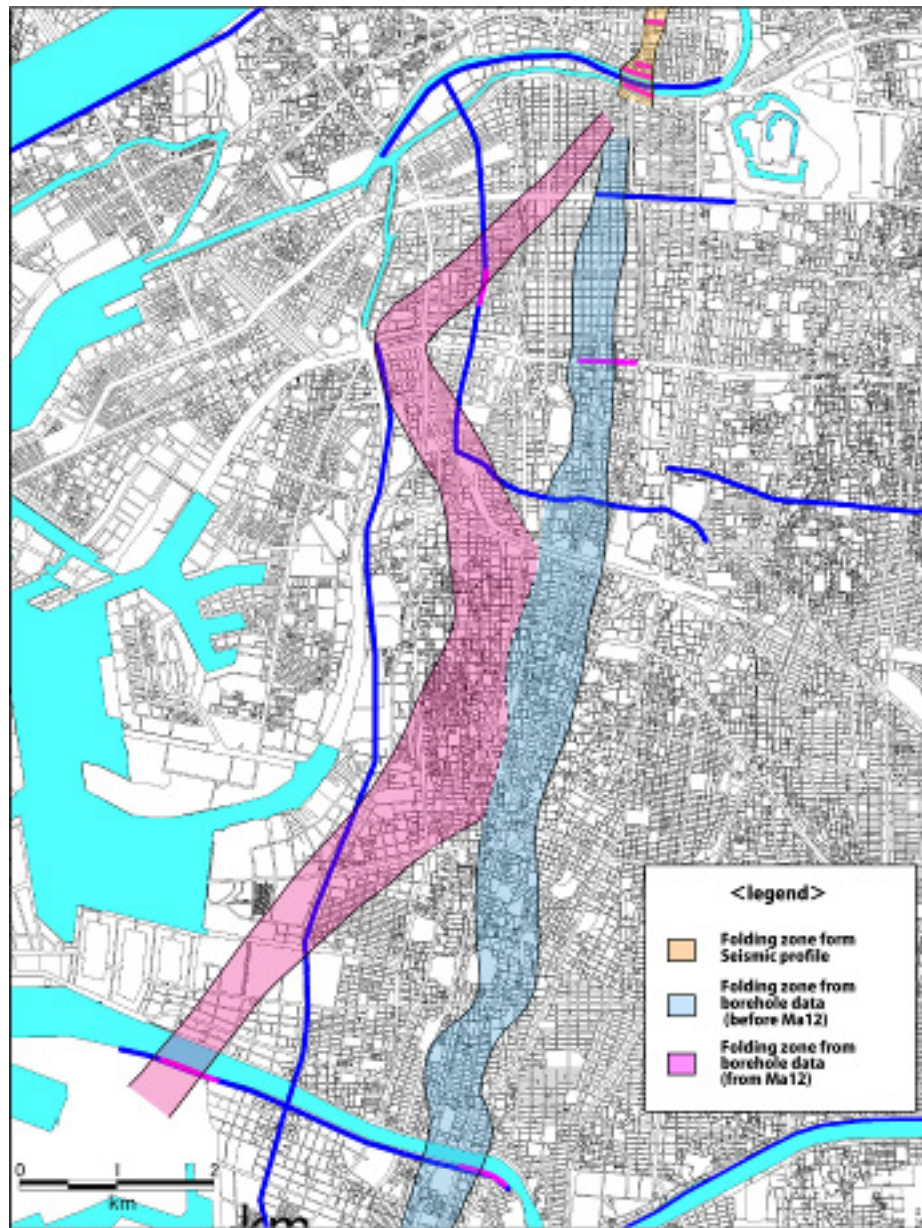 <legend>
Folding zone form
Seismic profile
Folding zone from
borehole data
(before Ma12)
Folding zone from
borehole data
(from Ma12)
0 1 2
km
km